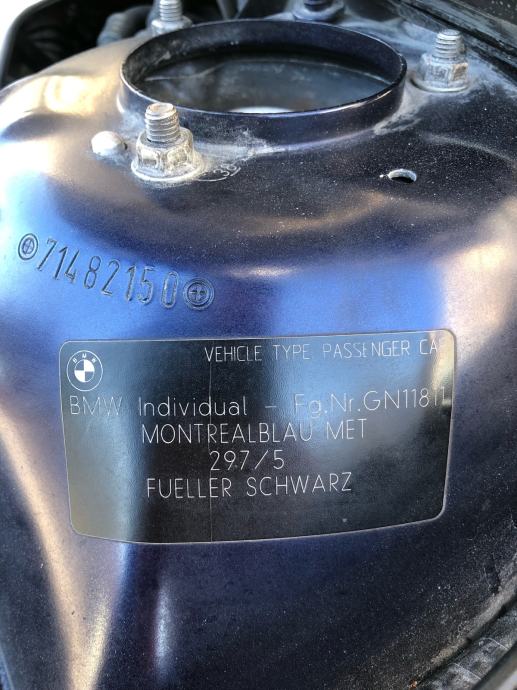 71482150
BMW
VEHICLE TYPE PASSENGER CA
BMW Individual - Fg.Nr.GN11811
MONTREALBLAU MET
297/5
FUELLER SCHWARZ